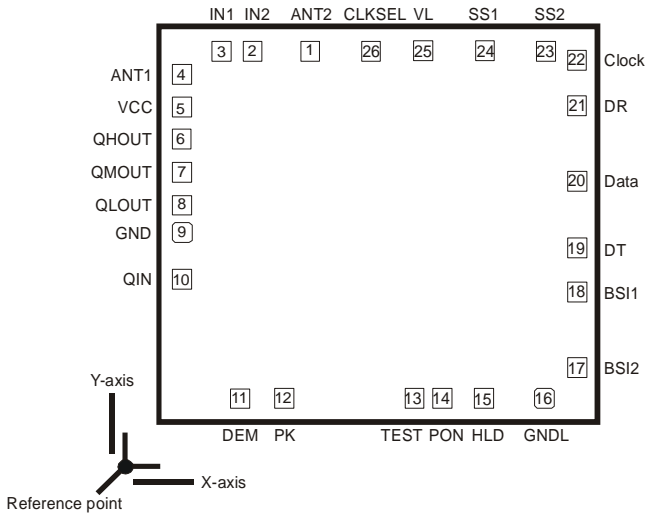 IN1 IN2 ANT2 CLKSEL VL SS1 SS2
3 2 1 26 25 24 23
22 Clock
ANT1 4
VCC 5
21 DR
QHOUT 6
QMOUT 7
20 Data
QLOUT 8
GND 9
19 DT
QIN 10
18 BSI1
17 BSI2
Y-axis
11 12 13 14 15 16
DEM PK TEST PON HLD GNDL
X-axis
Reference point